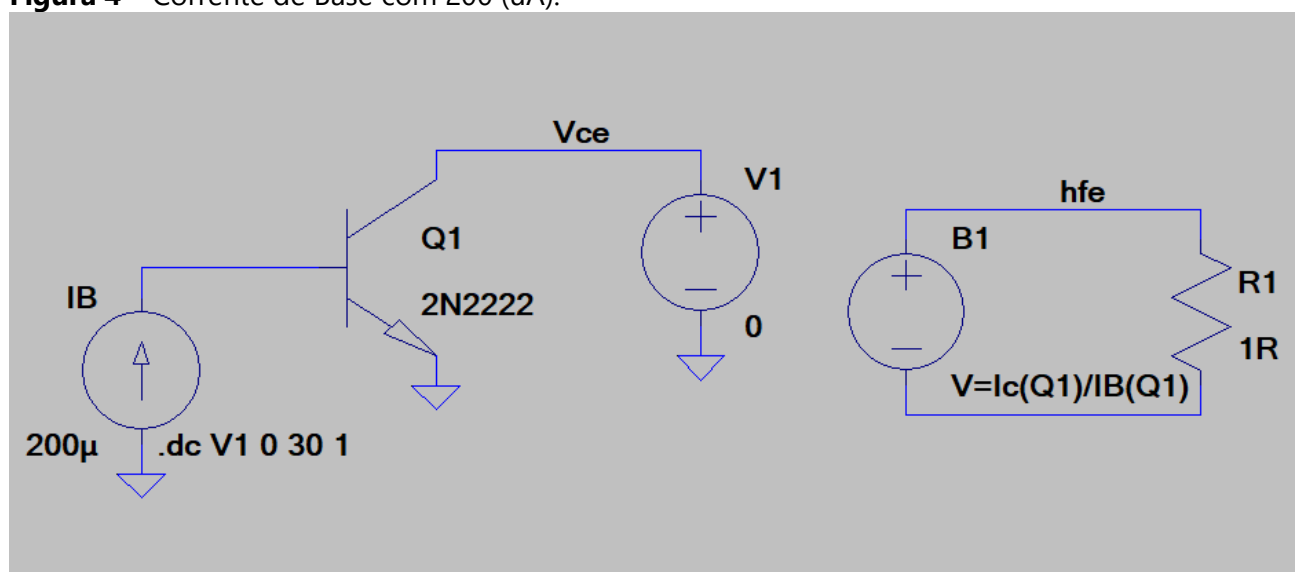 Figura 4 – Corrente de Base com 200 (uA).
Vce
V1
hfe
Q1
B1
IB
R1
2N2222
0
1R
V=Ic(Q1)/IB(Q1)
200µ
.dc V1 0 30 1